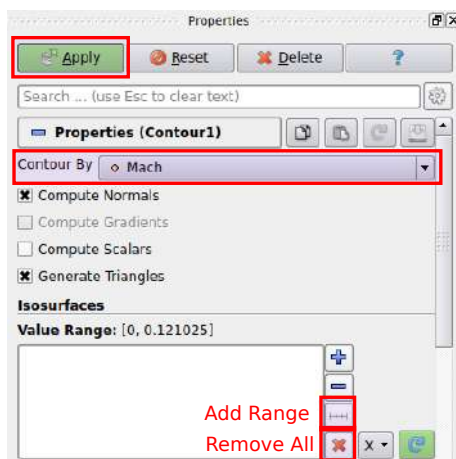 Properties
Apply Reset Delete ?
Search ... (use Esc to clear text)
Properties (Contour1)
Contour By Mach
Compute Normals
Compute Gradients
Compute Scalars
Generate Triangles
Isosurfaces
Value Range: [0, 0.121025]
Add Range
Remove All X